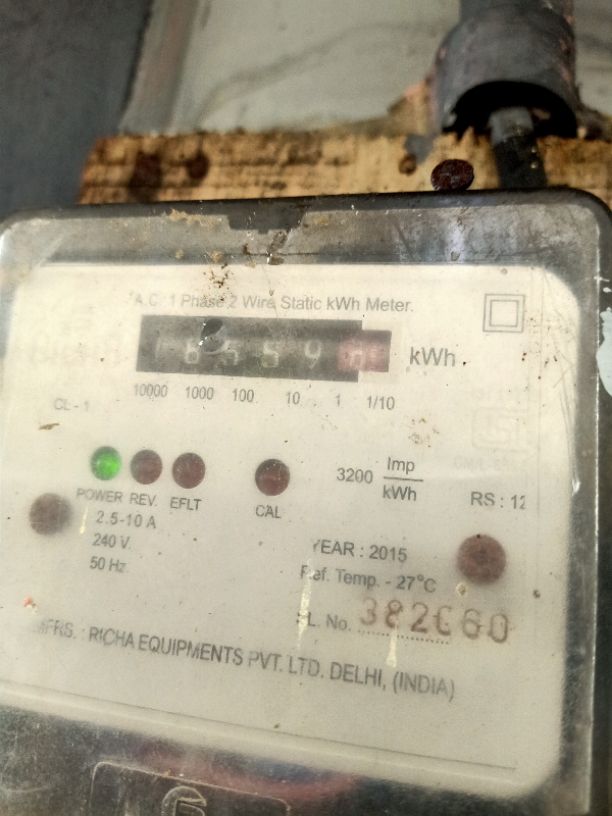 A.C. 1 Phase 2 Wire Static kWh Meter.
kWh
10000 1000 100 10 1 1/10
CL - 1
3200 Imp/kWh
RS : 12
POWER REV. EFLT CAL
2.5-10 A
240 V.
50 Hz.
YEAR : 2015
Ref. Temp. - 27°C
SL. No.
MFRS. : RICHA EQUIPMENTS PVT. LTD. DELHI, (INDIA)